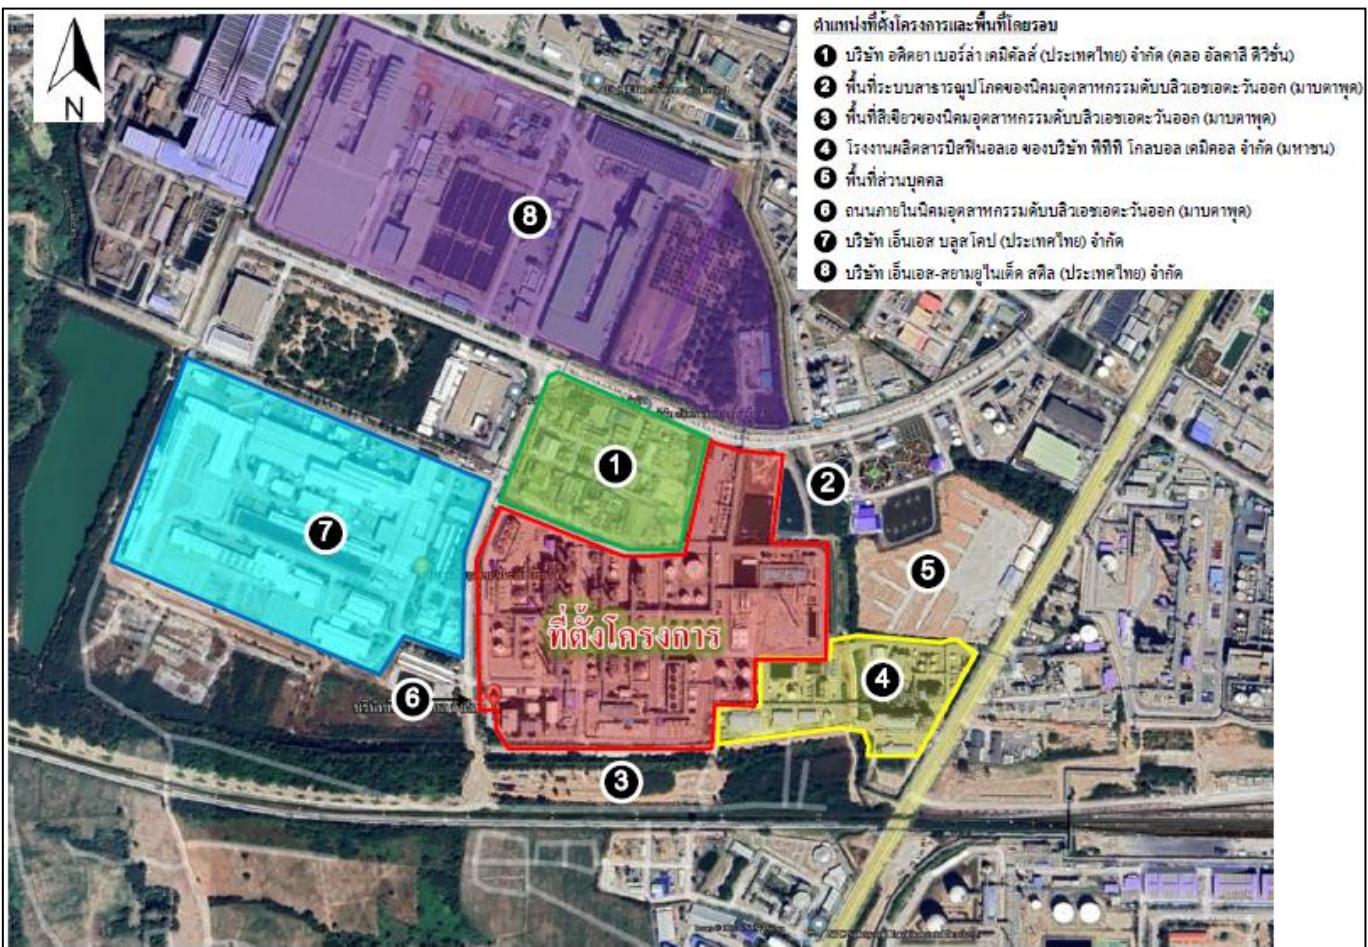 N
ตำแหน่งที่ตั้งโครงการและพื้นที่โดยรอบ
1 บริษัท อดิตยา เบอร์ล่า เคมิคัลส์ (ประเทศไทย) จำกัด (คลอ อัลคาลี ดิวิชั่น)
2 พื้นที่ระบบสาธารณูปโภคของนิคมอุตสาหกรรมดับบลิวเอชเอตะวันออก (มาบตาพุด)
3 พื้นที่สีเขียวของนิคมอุตสาหกรรมดับบลิวเอชเอตะวันออก (มาบตาพุด)
4 โรงงานผลิตสารบิสฟีนอลเอ ของบริษัท พีทีที โกลบอล เคมิคอล จำกัด (มหาชน)
5 พื้นที่ส่วนบุคคล
6 ถนนภายในนิคมอุตสาหกรรมดับบลิวเอชเอตะวันออก (มาบตาพุด)
7 บริษัท เอ็นเอส บลูสโคป (ประเทศไทย) จำกัด
8 บริษัท เอ็นเอส-สยามยูไนเต็ด สตีล (ประเทศไทย) จำกัด
8
1
2
7
5
ที่ตั้งโครงการ
4
6
3